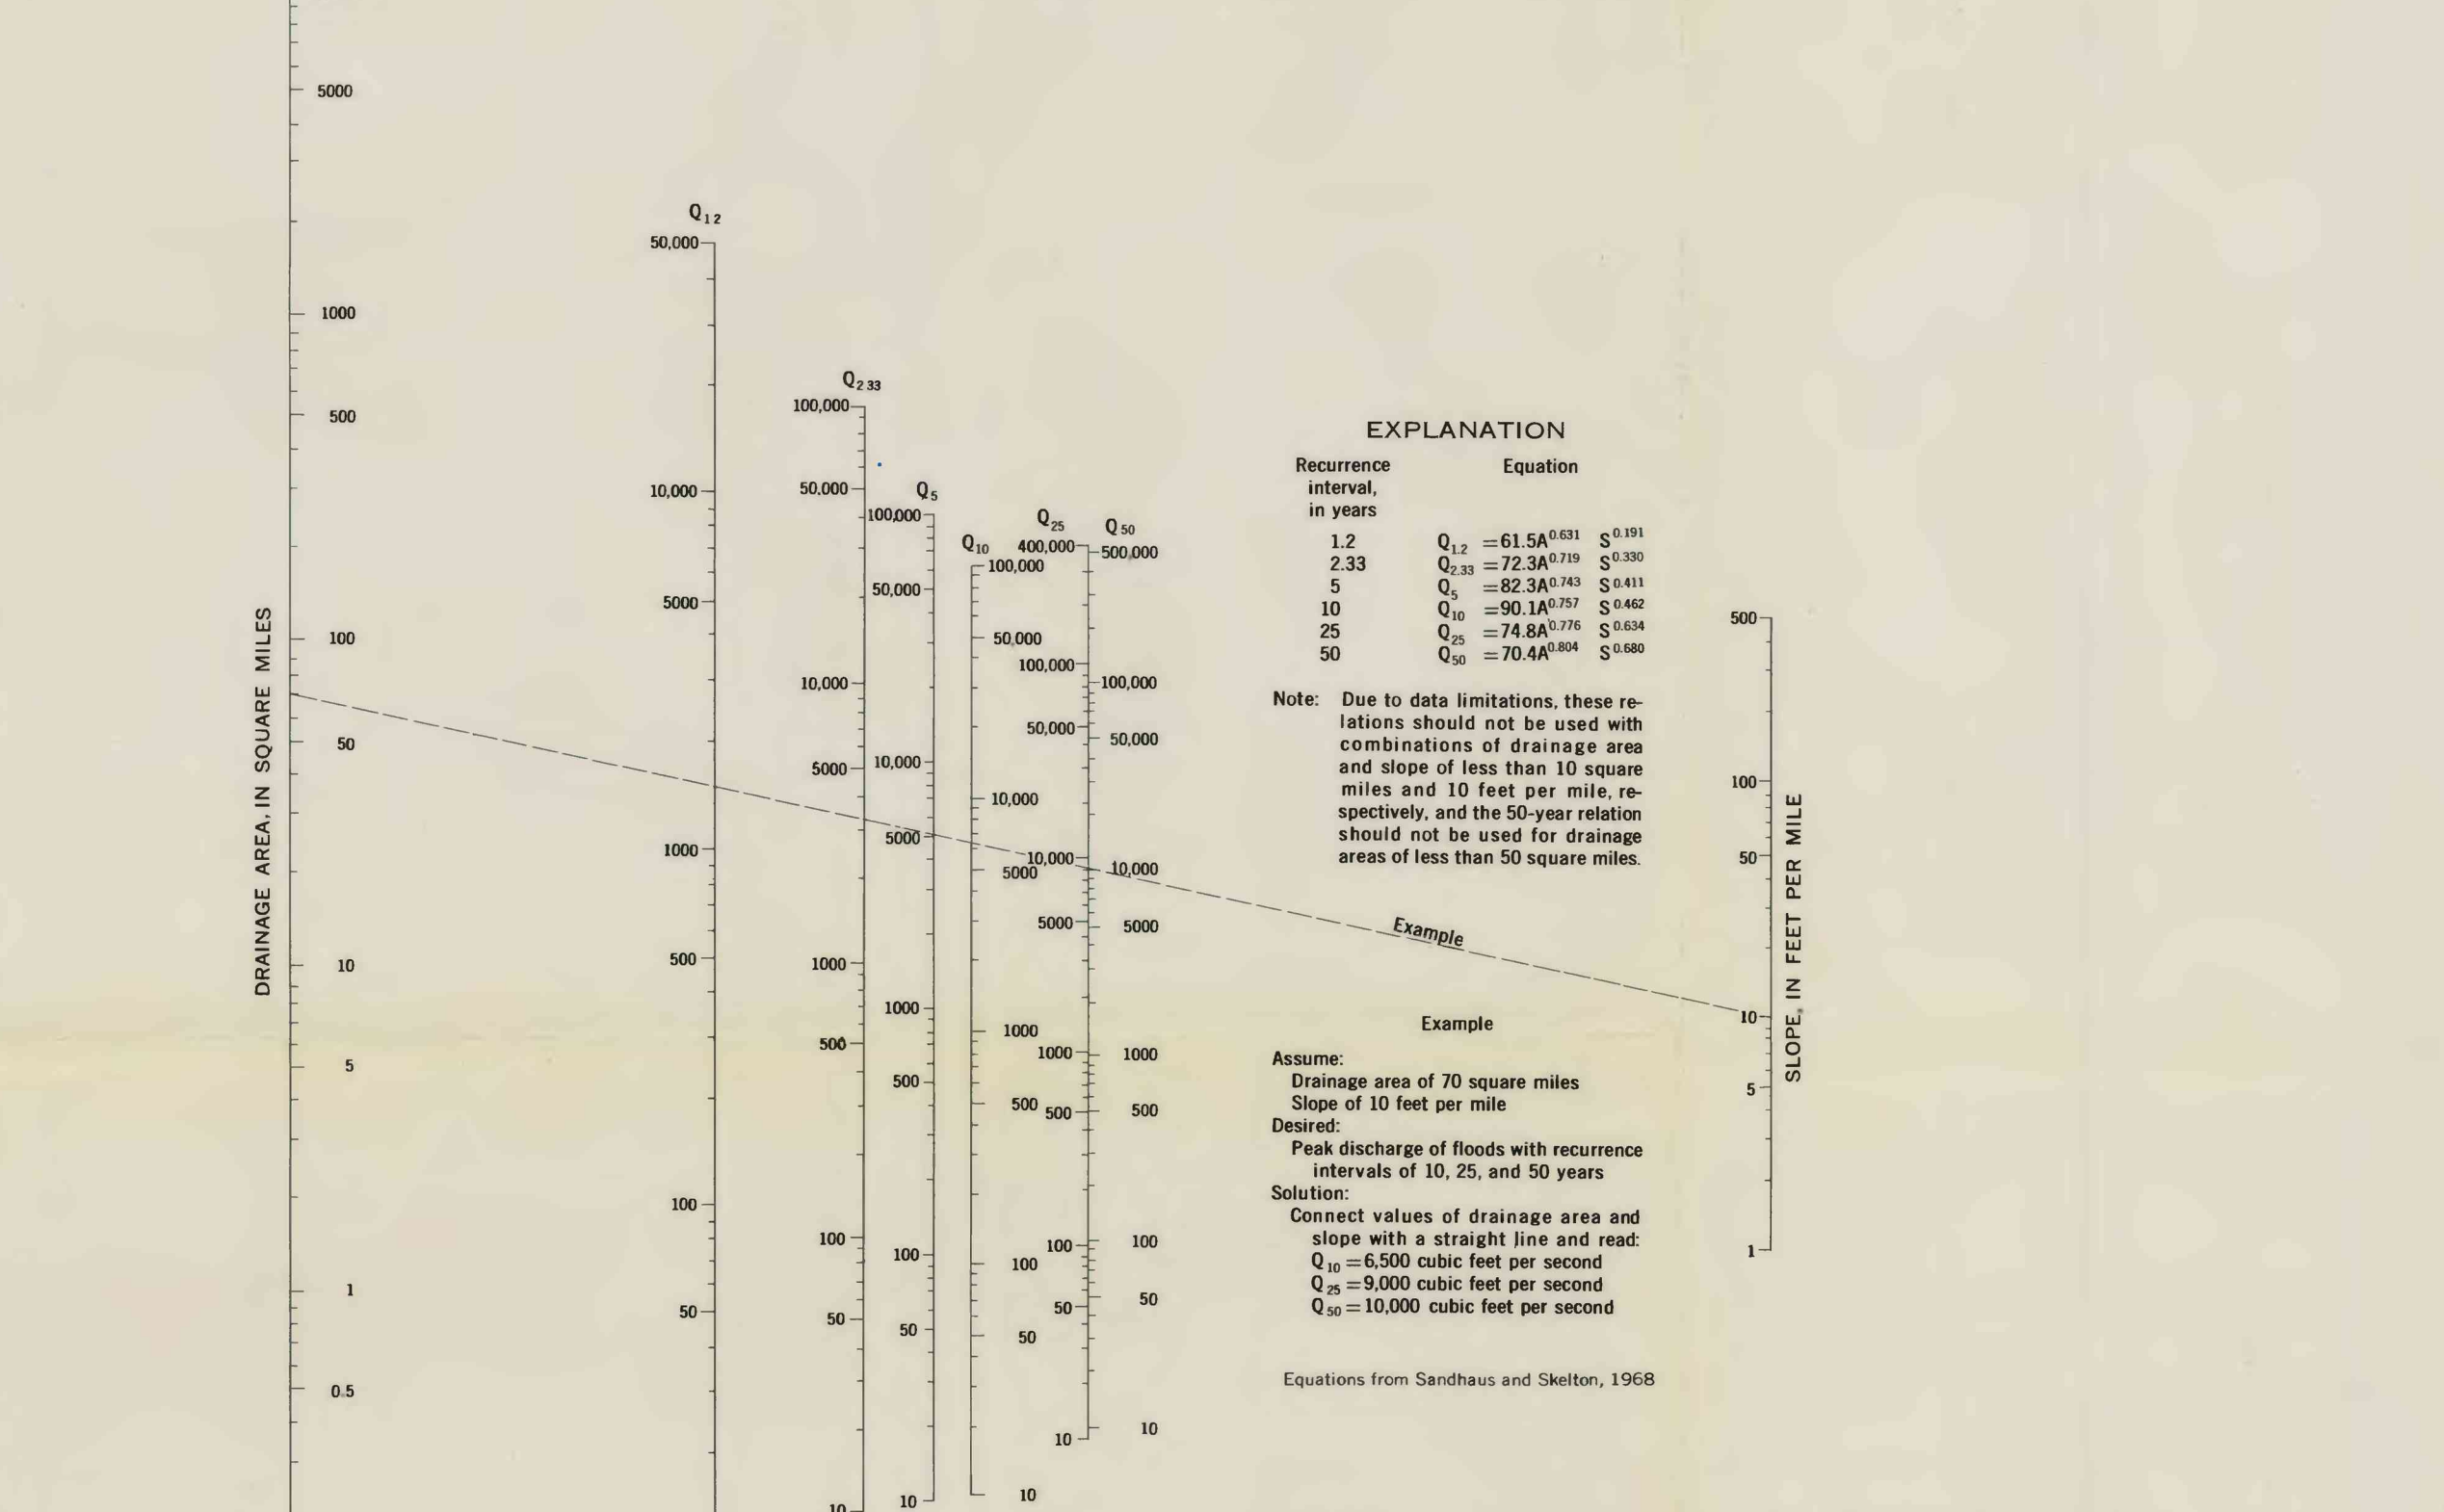 DRAINAGE AREA, IN SQUARE MILES
5000
1000
500
100
50
10
5
1
0.5
Q1 2
50,000
10,000
5000
1000
500
100
50
Q2 33
100,000
50,000
10,000
5000
1000
500
100
50
10
Q5
100,000
50,000
10,000
5000
1000
500
100
50
10
Q10
100,000
50,000
10,000
5000
1000
500
100
50
10
Q25
400,000
100,000
50,000
10,000
5000
1000
500
100
50
10
Q50
500,000
100,000
50,000
10,000
5000
1000
500
100
50
10
EXPLANATION
Recurrence Equation
interval,
in years
1.2 Q1.2 =61.5A0.631 S0.191
2.33 Q2.33 =72.3A0.719 S0.330
5 Q5 =82.3A0.743 S0.411
10 Q10 =90.1A0.757 S0.462
25 Q25 =74.8A0.776 S0.634
50 Q50 =70.4A0.804 S0.680
Note: Due to data limitations, these re-
lations should not be used with
combinations of drainage area
and slope of less than 10 square
miles and 10 feet per mile, re-
spectively, and the 50-year relation
should not be used for drainage
areas of less than 50 square miles.
Example
Example
Assume:
Drainage area of 70 square miles
Slope of 10 feet per mile
Desired:
Peak discharge of floods with recurrence
intervals of 10, 25, and 50 years
Solution:
Connect values of drainage area and
slope with a straight line and read:
Q10 =6,500 cubic feet per second
Q25 =9,000 cubic feet per second
Q50 =10,000 cubic feet per second
Equations from Sandhaus and Skelton, 1968
500
100
50
10
5
1
SLOPE, IN FEET PER MILE